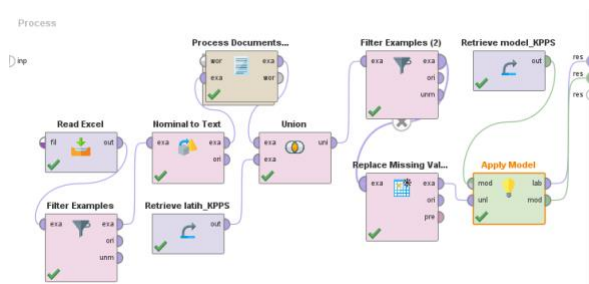 Process
Process Documents...
Filter Examples (2)
Retrieve model_KPPS
inp
wor
exa
exa
wor
exa
exa
ori
unm
out
res
res
res
Read Excel
Nominal to Text
Union
fil
out
exa
exa
ori
exa
uni
exa
Replace Missing Val...
Apply Model
exa
exa
ori
pre
mod
lab
unl
mod
Filter Examples
Retrieve latih_KPPS
exa
exa
ori
unm
out